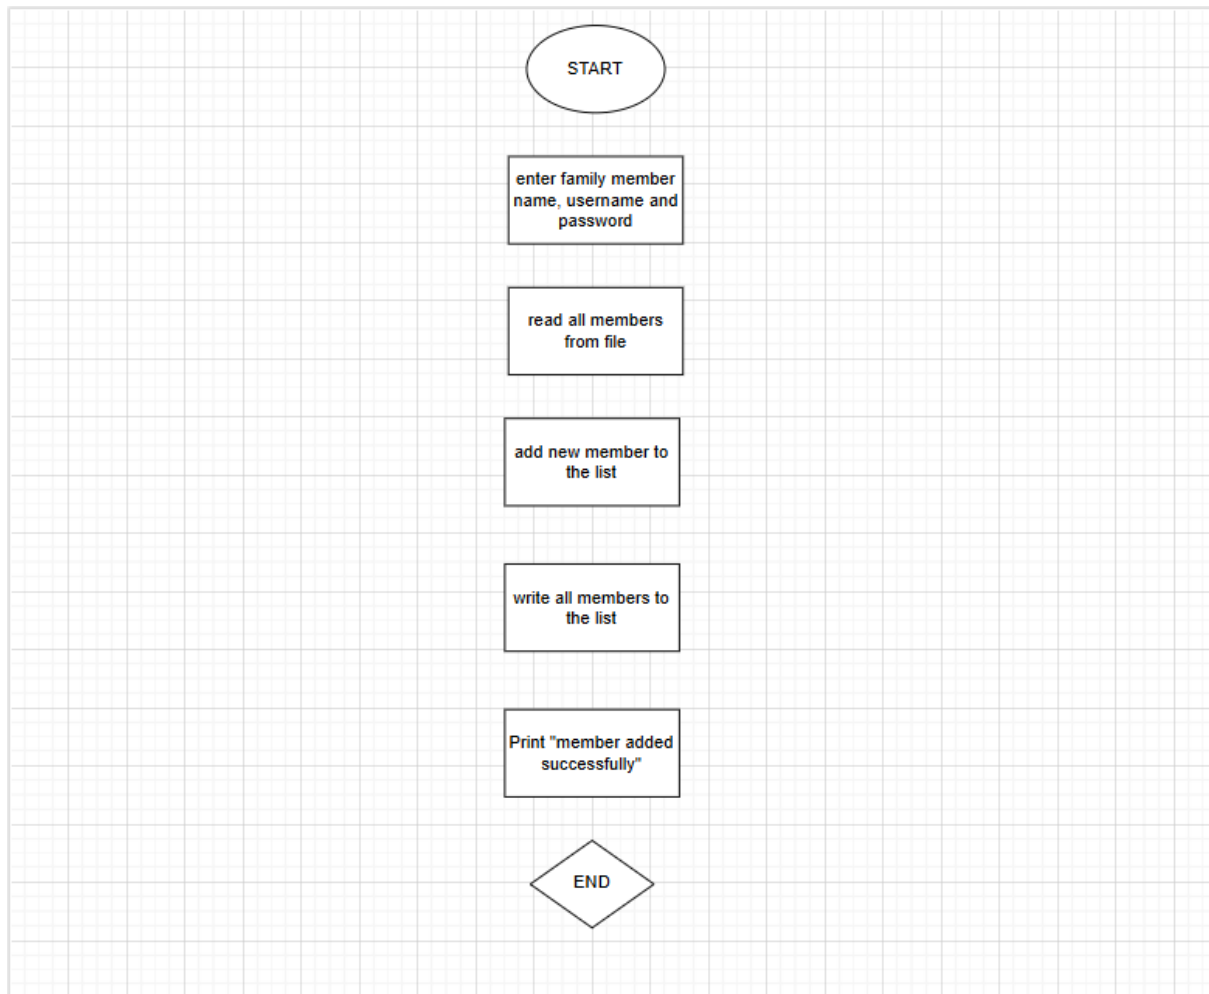 START
enter family member
name, username and
password
read all members
from file
add new member to
the list
write all members to
the list
Print "member added
successfully"
END